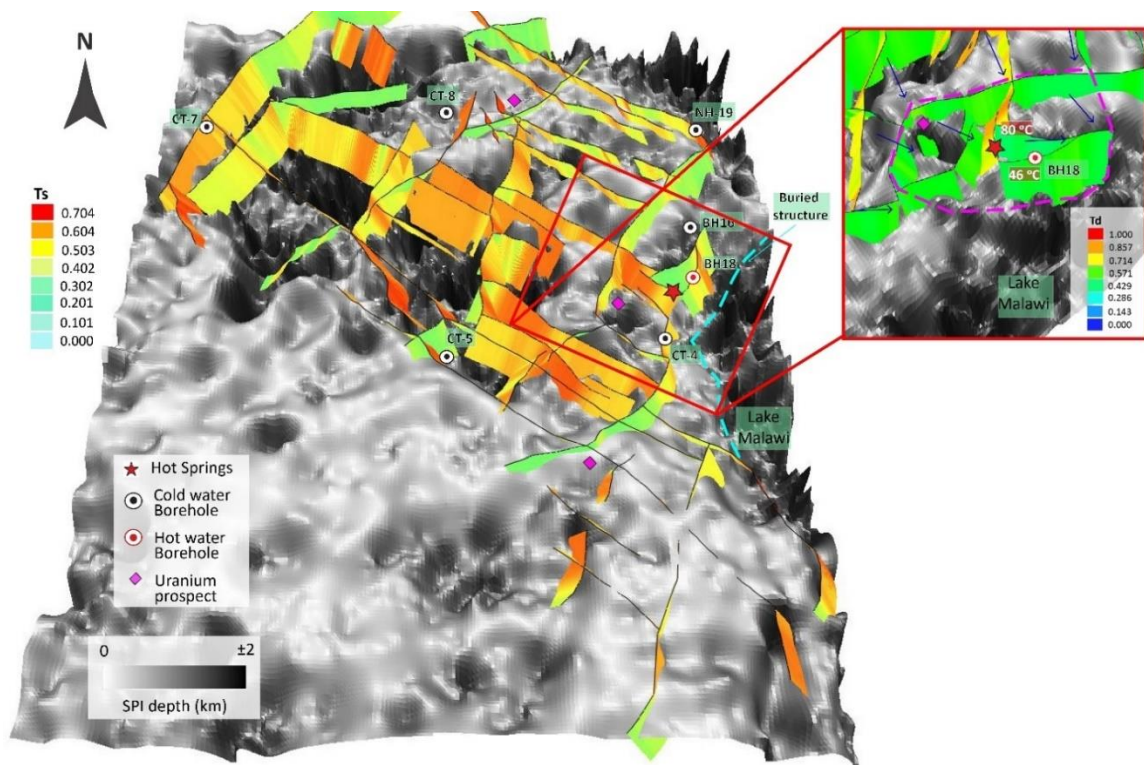 N
CT-7
CT-8
NH-19
Ts
0.704
0.604
0.503
0.402
0.302
0.201
0.101
0.000
BH16
BH18
CT-5
CT-4
Buried
structure
Lake
Malawi
80 °C
46 °C
BH18
Lake
Malawi
Td
1.000
0.857
0.714
0.571
0.429
0.286
0.143
0.000
Hot Springs
Cold water
Borehole
Hot water
Borehole
Uranium
prospect
0
±2
SPI depth (km)